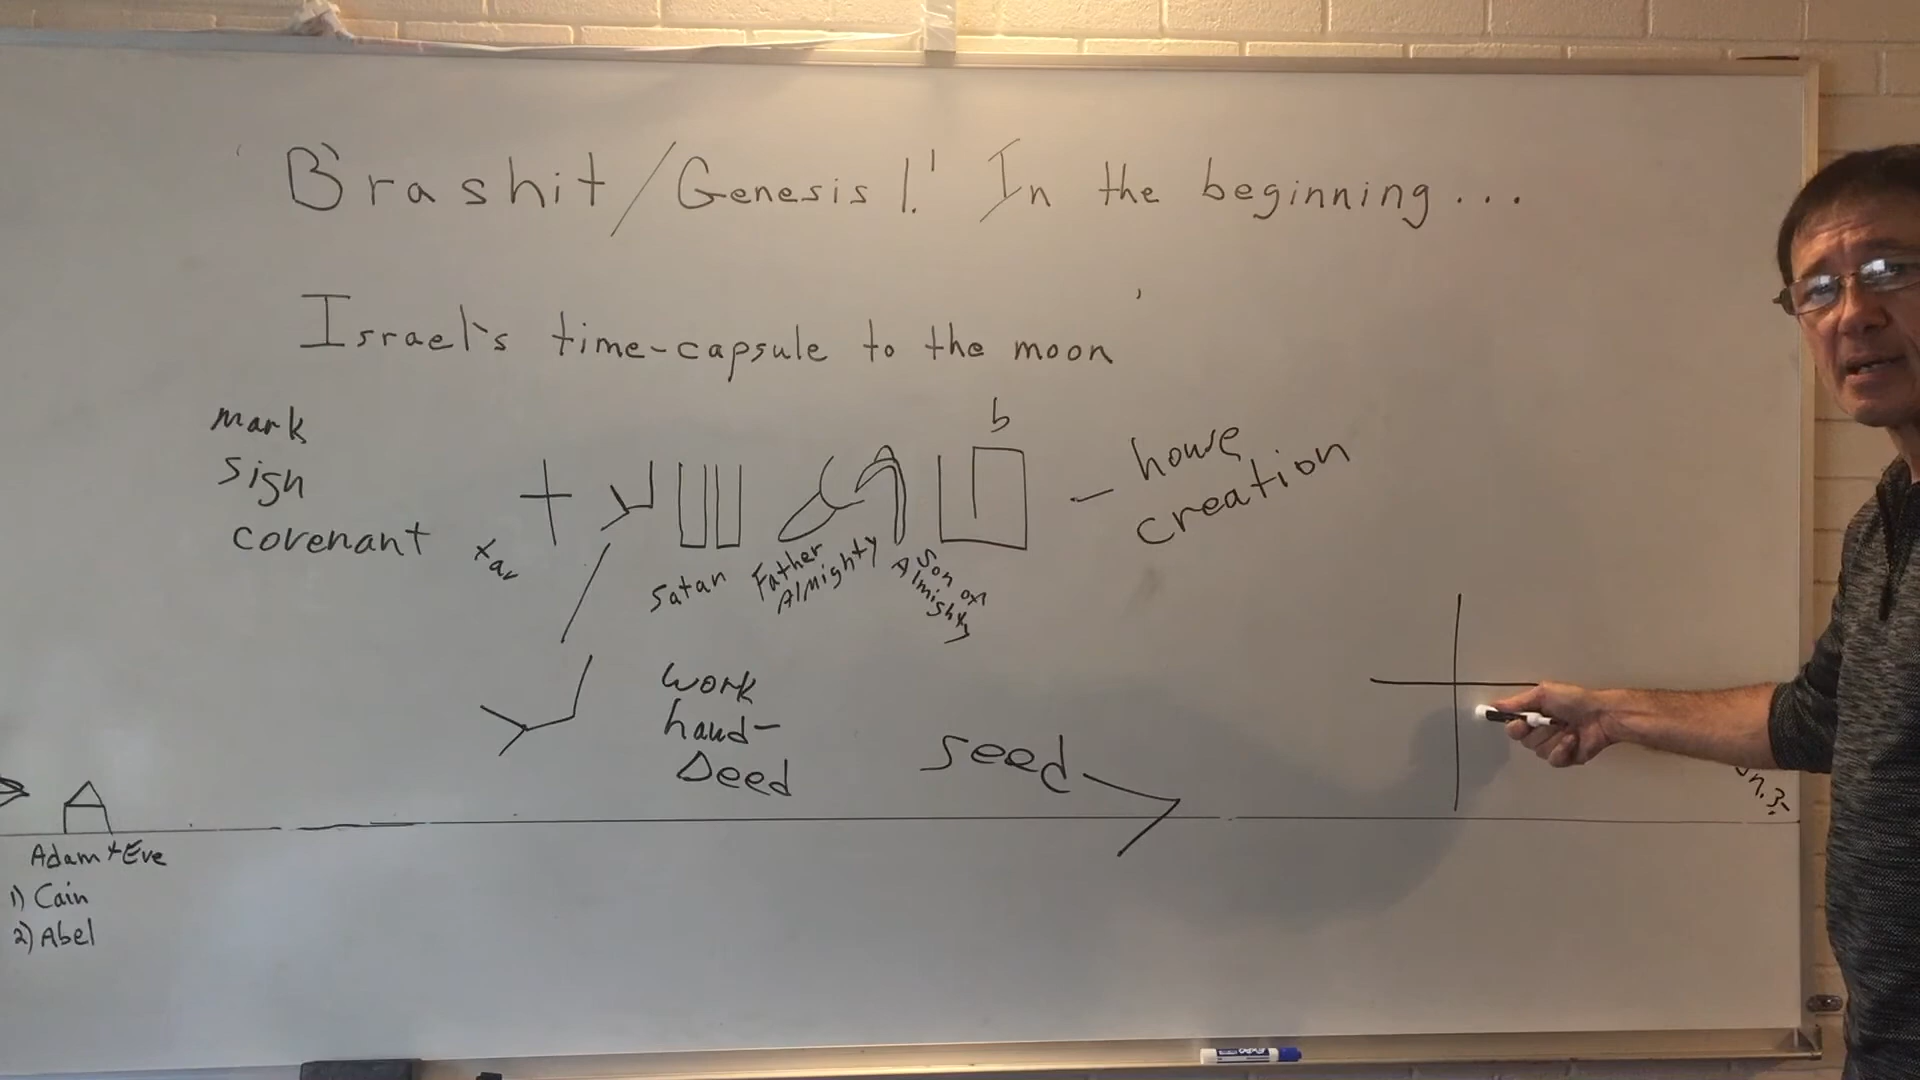 B'rashit/Genesis 1:1 In the beginning...
Israel's time-capsule to the moon
mark
sign
covenant
tav
Satan
Father
Almighty
Son of
Almighty
b
house
creation
work
hand-
Deed
seed
Adam + Eve
1) Cain
2) Abel